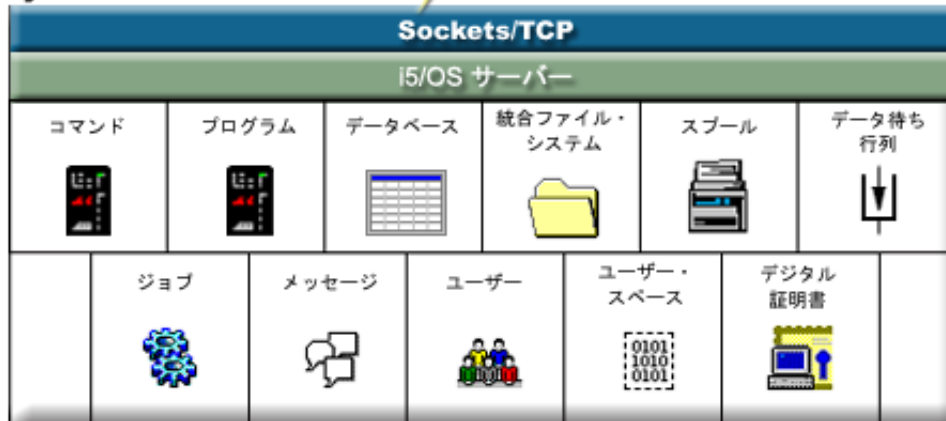 Sockets/TCP
i5/OS サーバー
コマンド
プログラム
データベース
統合ファイル・
システム
スプール
データ待ち
行列
ジョブ
メッセージ
ユーザー
ユーザー・
スペース
0101
1010
0101
デジタル
証明書